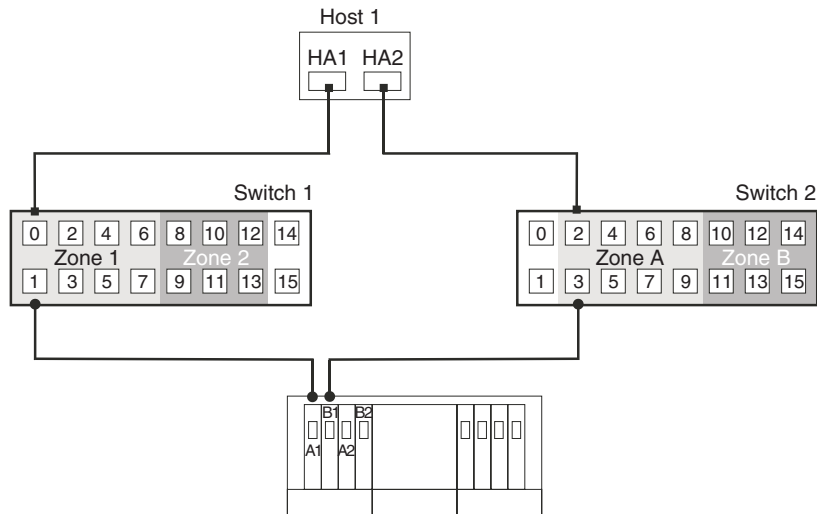 Host 1
HA1 HA2
Switch 1
0 2 4 6 8 10 12 14
Zone 1 Zone 2
1 3 5 7 9 11 13 15
Switch 2
0 2 4 6 8 10 12 14
Zone A Zone B
1 3 5 7 9 11 13 15
B1 B2
A1 A2